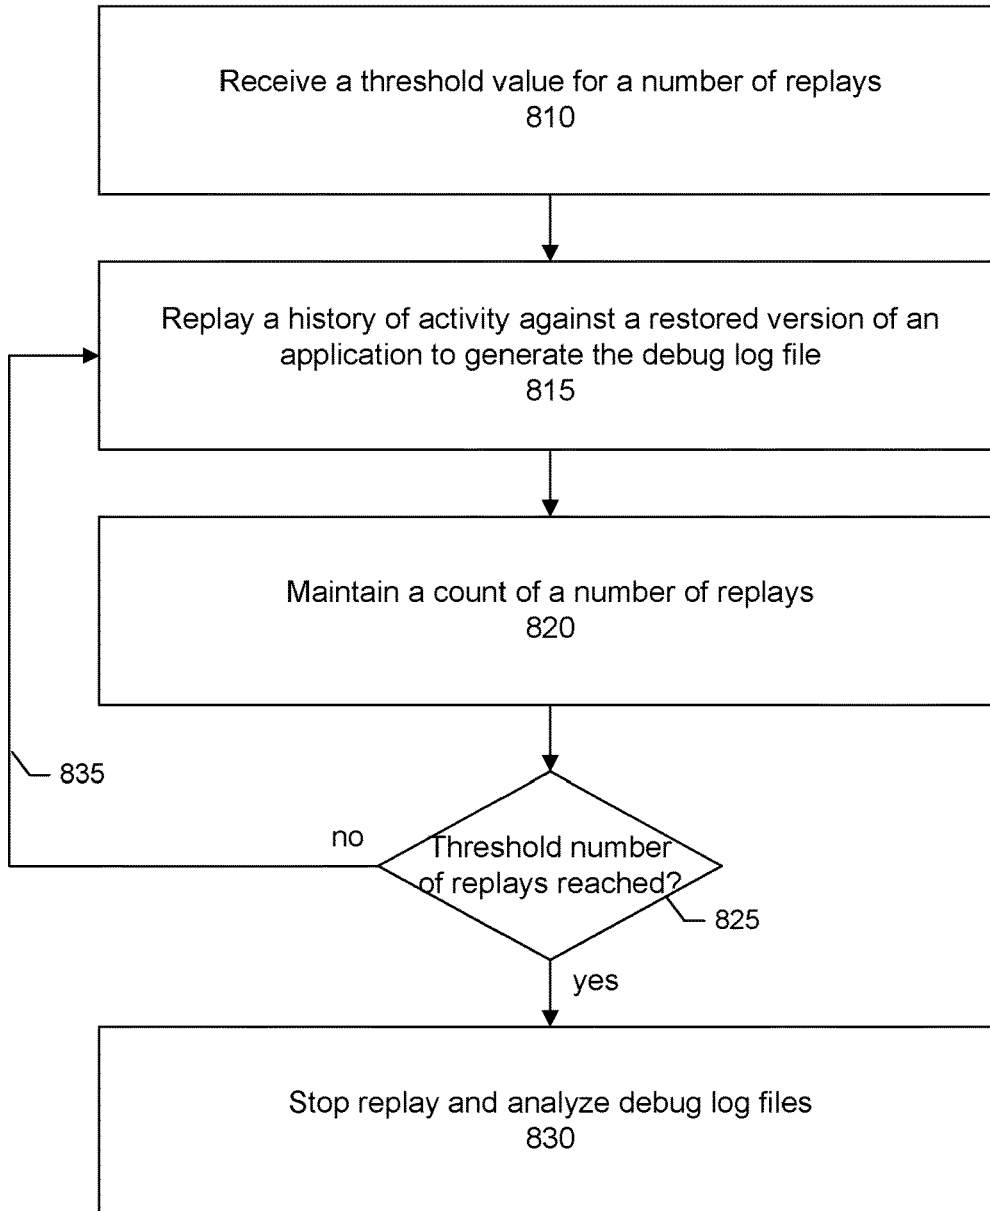 Receive a threshold value for a number of replays
810
Replay a history of activity against a restored version of an
application to generate the debug log file
815
Maintain a count of a number of replays
820
835
no
Threshold number
of replays reached?
825
yes
Stop replay and analyze debug log files
830